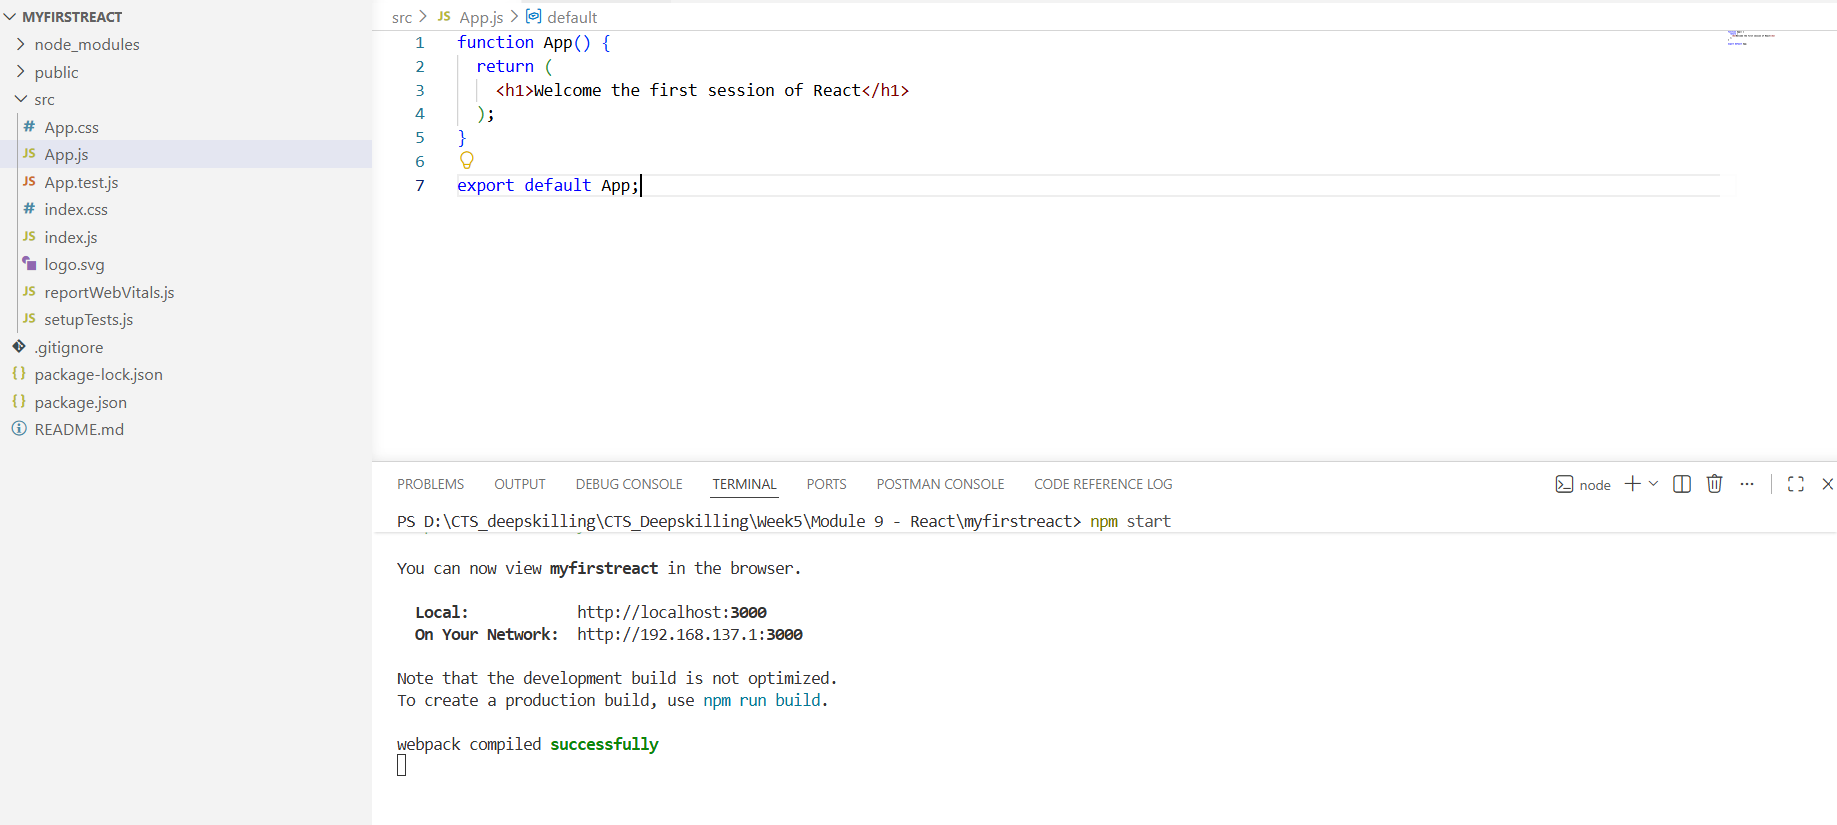 MYFIRSTREACT
node_modules
public
src
# App.css
JS App.js
JS App.test.js
# index.css
JS index.js
logo.svg
JS reportWebVitals.js
JS setupTests.js
.gitignore
{} package-lock.json
{} package.json
README.md
src > JS App.js > default
1 function App() {
2 return (
3 <h1>Welcome the first session of React</h1>
4 );
5 }
6
7 export default App;
PROBLEMS OUTPUT DEBUG CONSOLE TERMINAL PORTS POSTMAN CONSOLE CODE REFERENCE LOG node
PS D:\CTS_deepskilling\CTS_Deepskilling\Week5\Module 9 - React\myfirstreact> npm start
You can now view myfirstreact in the browser.
Local: http://localhost:3000
On Your Network: http://192.168.137.1:3000
Note that the development build is not optimized.
To create a production build, use npm run build.
webpack compiled successfully